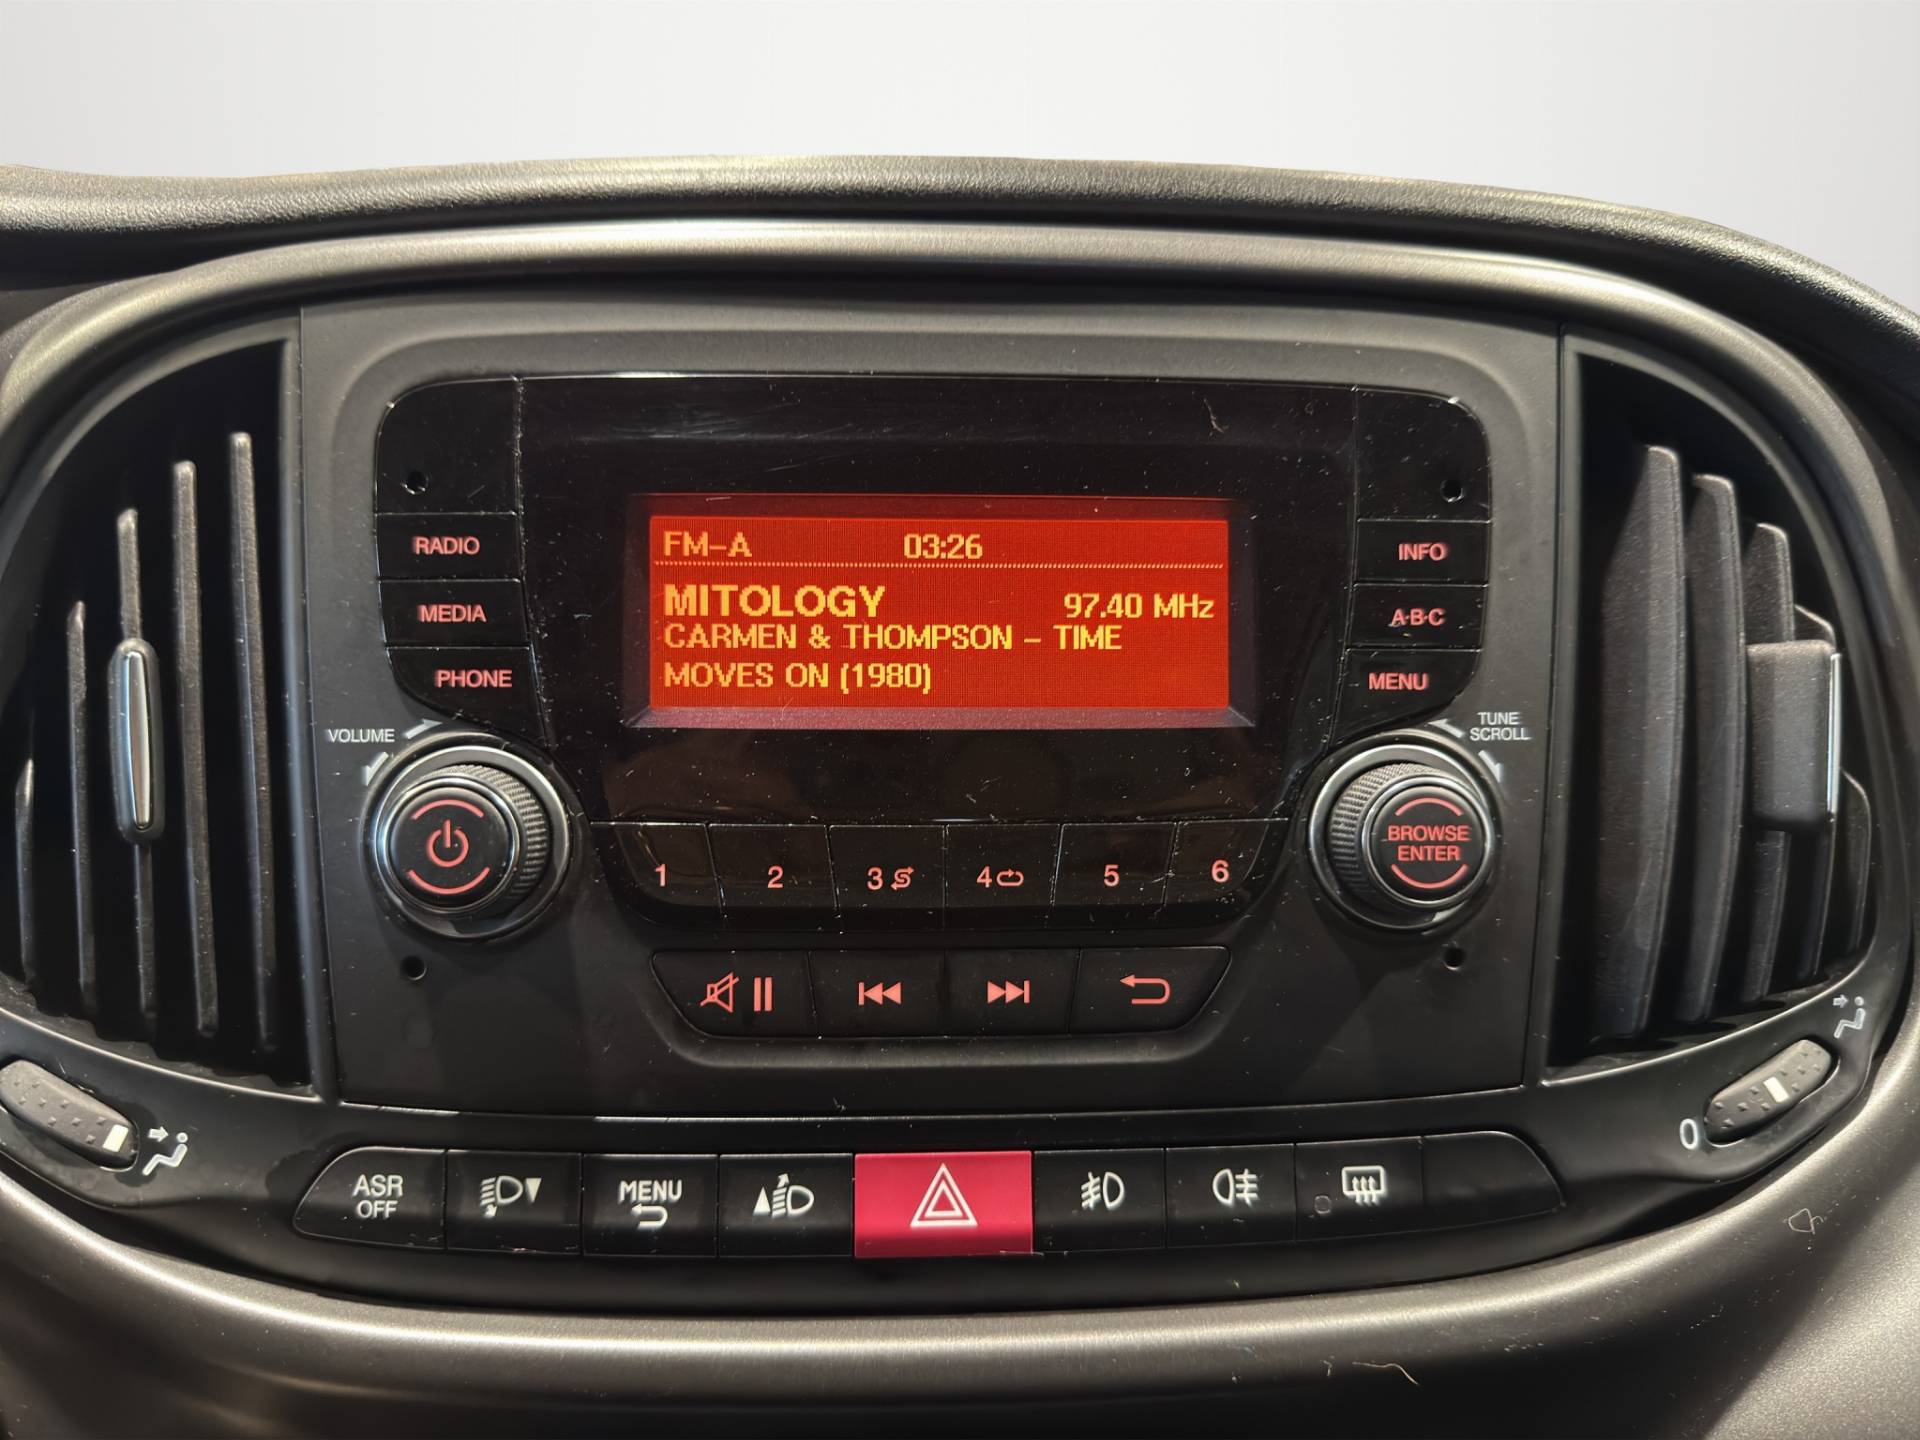 FM-A 03:26
MITOLOGY 97.40 MHz
CARMEN & THOMPSON - TIME
MOVES ON (1980)
RADIO
MEDIA
PHONE
VOLUME
INFO
A-B-C
MENU
TUNE
SCROLL
BROWSE
ENTER
1 2 3 4 5 6
0
ASR
OFF
MENU